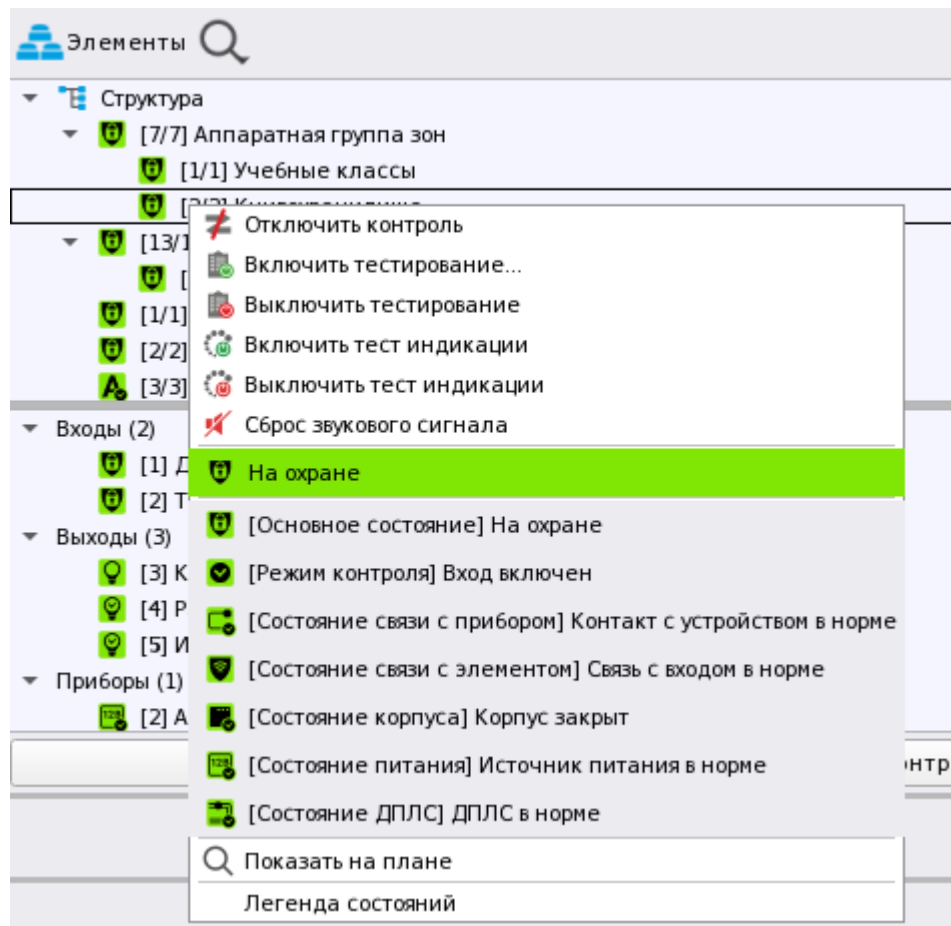 Элементы
Структура
[7/7] Аппаратная группа зон
[1/1] Учебные классы
Отключить контроль
[13/1
Включить тестирование...
[
Выключить тестирование
[1/1]
Включить тест индикации
[2/2]
Выключить тест индикации
[3/3]
Сброс звукового сигнала
Входы (2)
[1] Д
На охране
[2] Т
[Основное состояние] На охране
Выходы (3)
[3] К
[Режим контроля] Вход включен
[4] Р
[Состояние связи с прибором] Контакт с устройством в норме
[5] И
[Состояние связи с элементом] Связь с входом в норме
Приборы (1)
[2] А
[Состояние корпуса] Корпус закрыт
[Состояние питания] Источник питания в норме
нтр
[Состояние ДПЛС] ДПЛС в норме
Показать на плане
Легенда состояний